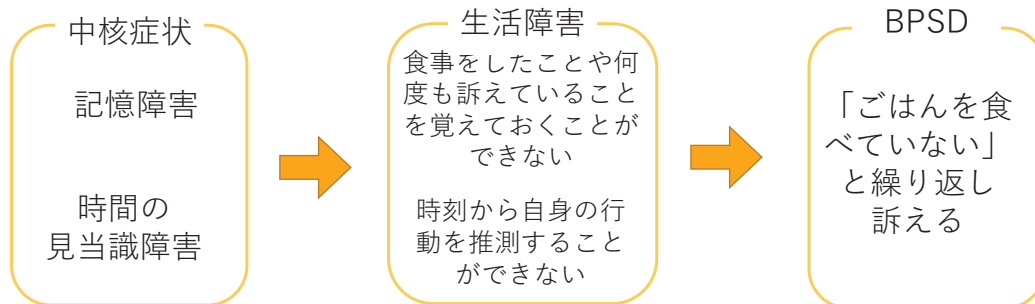 中核症状
記憶障害
時間の
見当識障害
生活障害
食事をしたことや何
度も訴えていること
を覚えておくことが
できない
時刻から自身の行
動を推測すること
ができない
BPSD
「ごはんを食
べていない」
と繰り返し
訴える